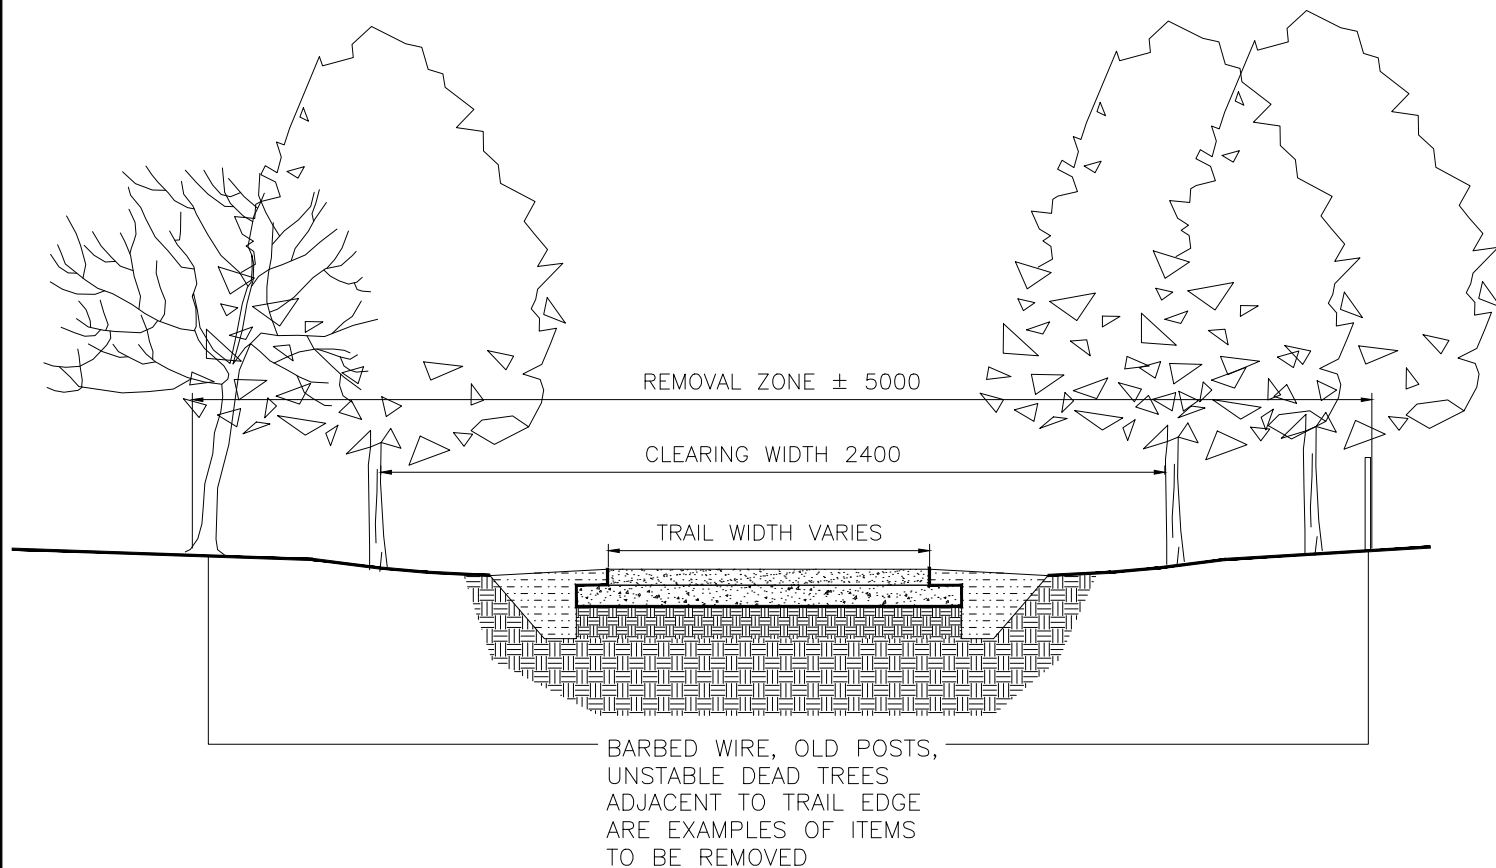 REMOVAL ZONE ± 5000
CLEARING WIDTH 2400
TRAIL WIDTH VARIES
BARBED WIRE, OLD POSTS,
UNSTABLE DEAD TREES
ADJACENT TO TRAIL EDGE
ARE EXAMPLES OF ITEMS
TO BE REMOVED